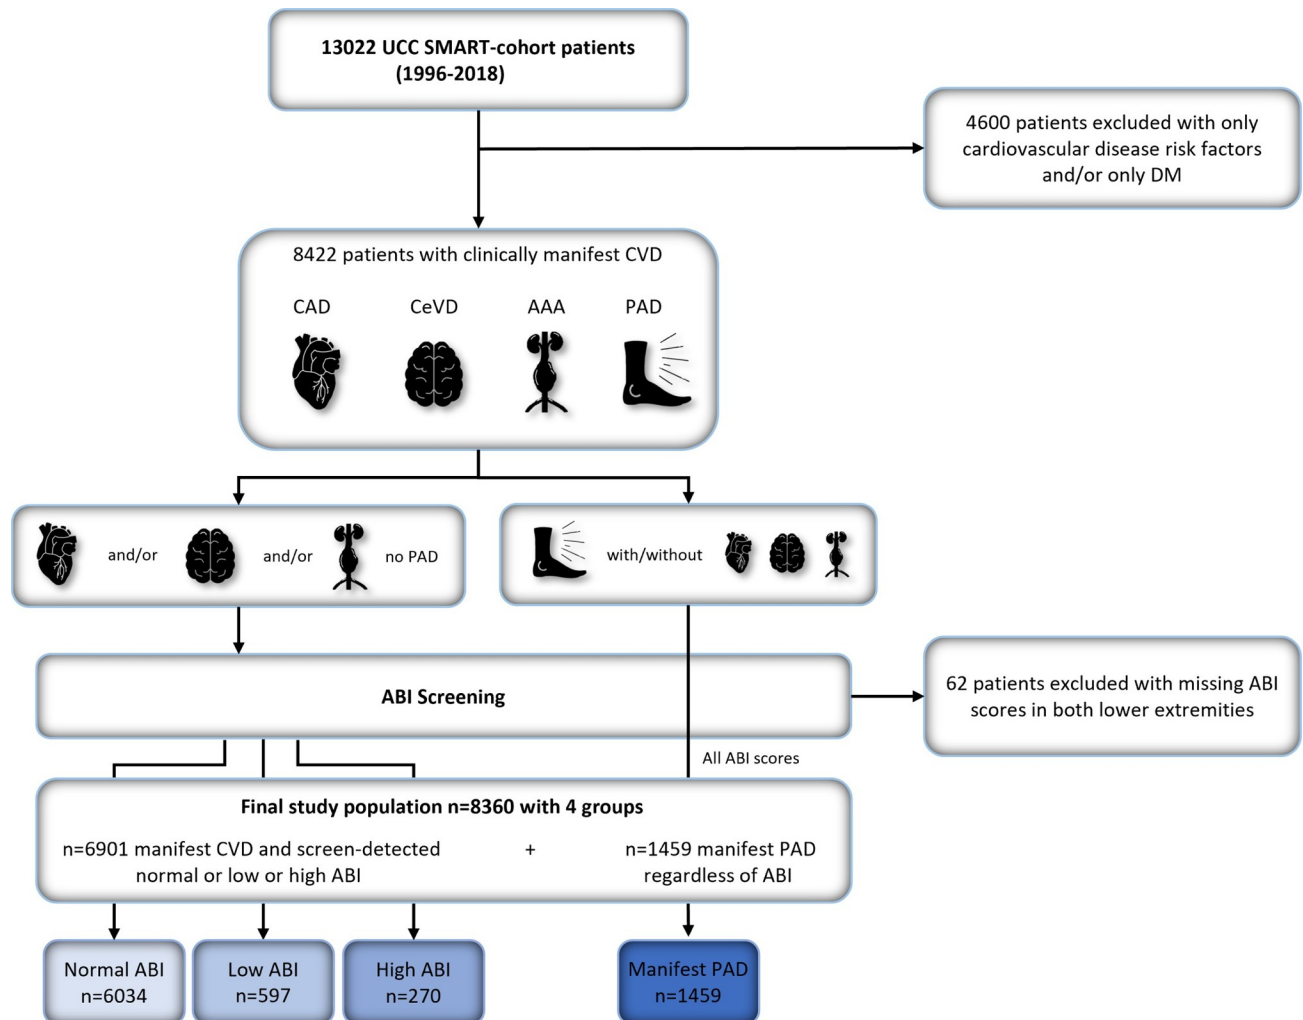 13022 UCC SMART-cohort patients
(1996-2018)
4600 patients excluded with only
cardiovascular disease risk factors
and/or only DM
8422 patients with clinically manifest CVD
CAD
CeVD
AAA
PAD
and/or
and/or
no PAD
with/without
ABI Screening
62 patients excluded with missing ABI
scores in both lower extremities
All ABI scores
Final study population n=8360 with 4 groups
n=6901 manifest CVD and screen-detected
normal or low or high ABI
+
n=1459 manifest PAD
regardless of ABI
Normal ABI
n=6034
Low ABI
n=597
High ABI
n=270
Manifest PAD
n=1459